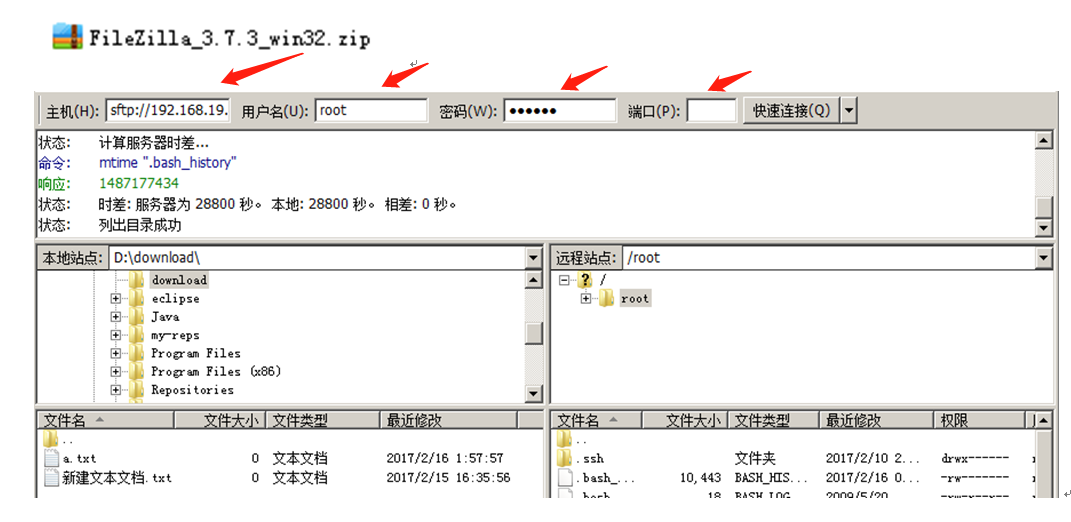 FileZilla_3.7.3_win32.zip
主机(H): sftp://192.168.19. 用户名(U): root 密码(W): ●●●●●● 端口(P): 快速连接(Q)
状态: 计算服务器时差...
命令: mtime ".bash_history"
响应: 1487177434
状态: 时差: 服务器为 28800 秒。 本地: 28800 秒。 相差: 0 秒。
状态: 列出目录成功
本地站点: D:\download\ 远程站点: /root
download /
eclipse root
Java
my-reps
Program Files
Program Files (x86)
Repositories
文件名 文件大小 文件类型 最近修改 文件名 文件大小 文件类型 最近修改 权限
.. ..
a.txt 0 文本文档 2017/2/16 1:57:57 .ssh 文件夹 2017/2/10 2... drwx------
新建文本文档.txt 0 文本文档 2017/2/15 16:35:56 .bash_... 10,443 BASH_HIS... 2017/2/16 0... -rw-------
18 BASH_LOG 2009/5/20